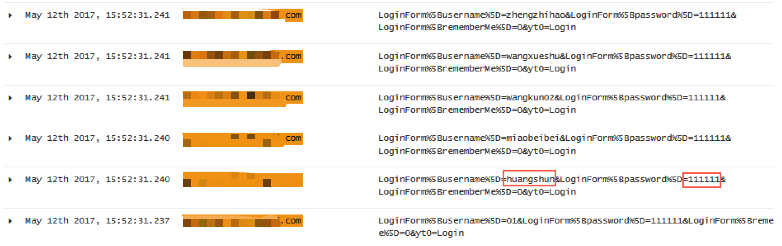 May 12th 2017, 15:52:31.241 .com LoginForm%5Busername%5D=zhengzhihao&LoginForm%5Bpassword%5D=111111&
LoginForm%5BrememberMe%5D=0&yt0=Login
May 12th 2017, 15:52:31.241 .com LoginForm%5Busername%5D=wangxueshu&LoginForm%5Bpassword%5D=111111&
LoginForm%5BrememberMe%5D=0&yt0=Login
May 12th 2017, 15:52:31.241 .com LoginForm%5Busername%5D=wangkun02&LoginForm%5Bpassword%5D=111111&
LoginForm%5BrememberMe%5D=0&yt0=Login
May 12th 2017, 15:52:31.240 .com LoginForm%5Busername%5D=miaobeibei&LoginForm%5Bpassword%5D=111111&
LoginForm%5BrememberMe%5D=0&yt0=Login
May 12th 2017, 15:52:31.240 .com LoginForm%5Busername%5D=huangshun&LoginForm%5Bpassword%5D=111111&
LoginForm%5BrememberMe%5D=0&yt0=Login
May 12th 2017, 15:52:31.237 .com LoginForm%5Busername%5D=01&LoginForm%5Bpassword%5D=111111&LoginForm%5Breme
e%5D=0&yt0=Login